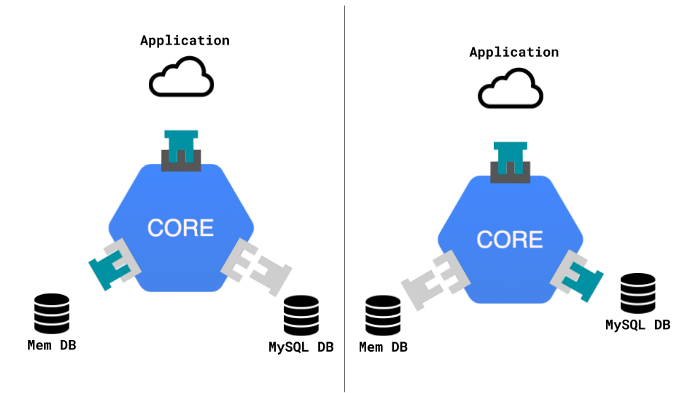 Application
CORE
Mem DB
MySQL DB
Application
CORE
Mem DB
MySQL DB